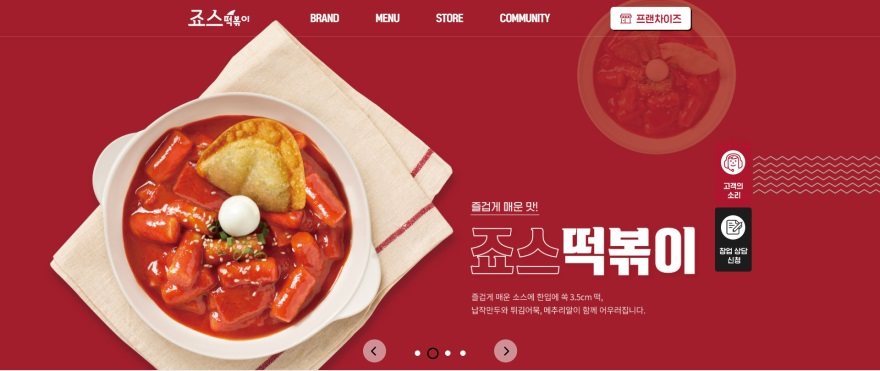 죠스떡볶이
BRAND
MENU
STORE
COMMUNITY
프랜차이즈
즐겁게 매운 맛!
죠스떡볶이
즐겁게 매운 소스에 한입에 쏙 3.5cm 떡,
납작만두와 튀김어묵, 메추리알이 함께 어우러집니다.
고객의
소리
창업 상담
신청